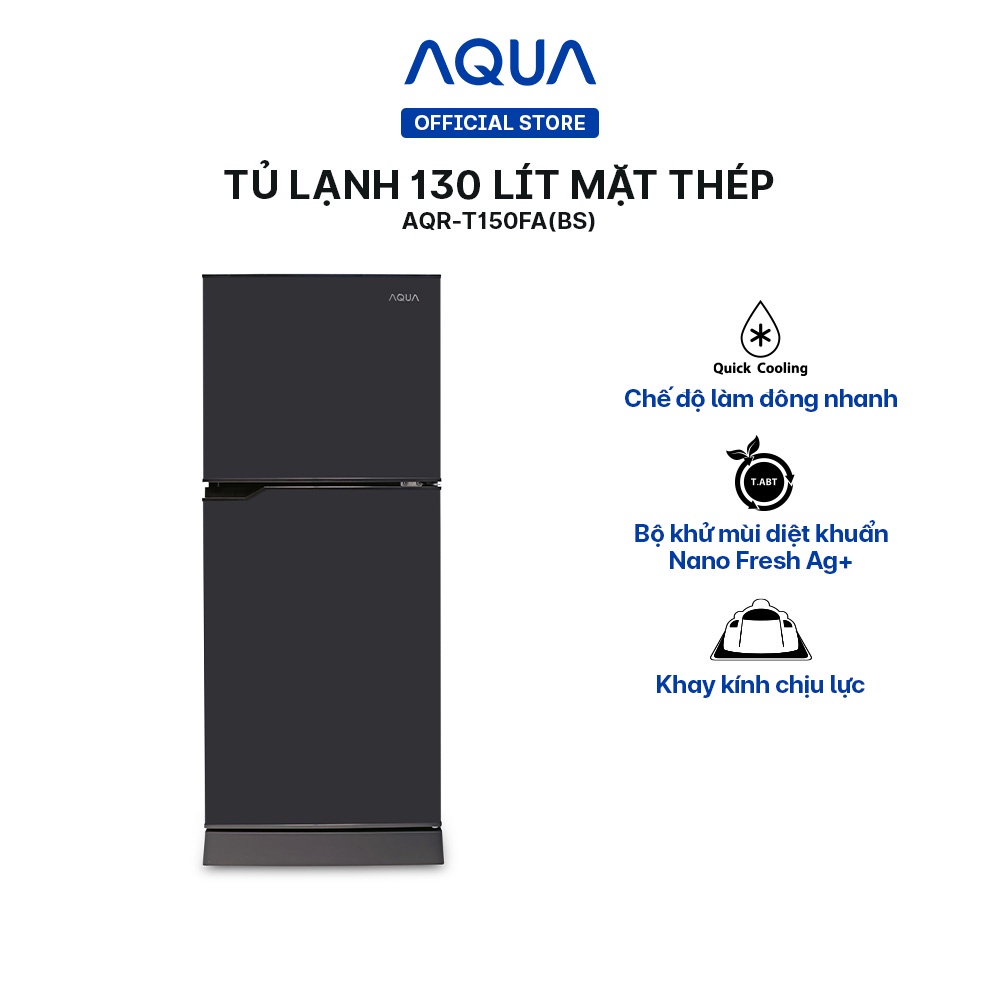 AQUA
OFFICIAL STORE
TỦ LẠNH 130 LÍT MẶT THÉP
AQR-T150FA(BS)
AQUA
Quick Cooling
Chế độ làm đông nhanh
T.ABT
Bộ khử mùi diệt khuẩn
Nano Fresh Ag+
Khay kính chịu lực